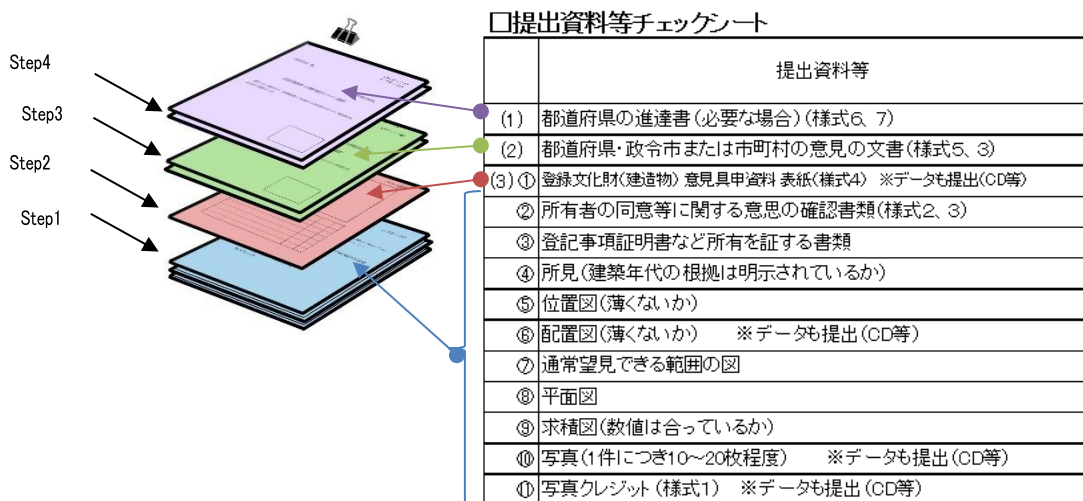 □提出資料等チェックシート
提出資料等
Step4
Step3
Step2
Step1
(1) 都道府県の進達書(必要な場合)(様式6、7)
(2) 都道府県・政令市または市町村の意見の文書(様式5、3)
(3)① 登録文化財(建造物) 意見具申資料 表紙(様式4) ※データも提出(CD等)
② 所有者の同意等に関する意思の確認書類(様式2、3)
③ 登記事項証明書など所有を証する書類
④ 所見(建築年代の根拠は明示されているか)
⑤ 位置図(薄くないか)
⑥ 配置図(薄くないか) ※データも提出(CD等)
⑦ 通常望見できる範囲の図
⑧ 平面図
⑨ 求積図(数値は合っているか)
⑩ 写真(1件につき10~20枚程度) ※データも提出(CD等)
⑪ 写真クレジット(様式1) ※データも提出(CD等)